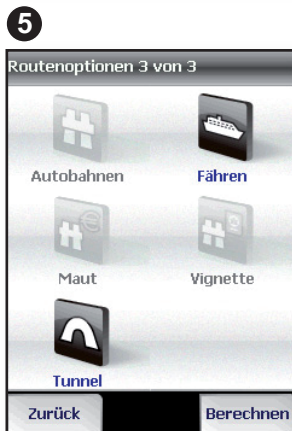 5
Routenoptionen 3 von 3
Autobahnen Fähren
Maut Vignette
Tunnel
Zurück Berechnen